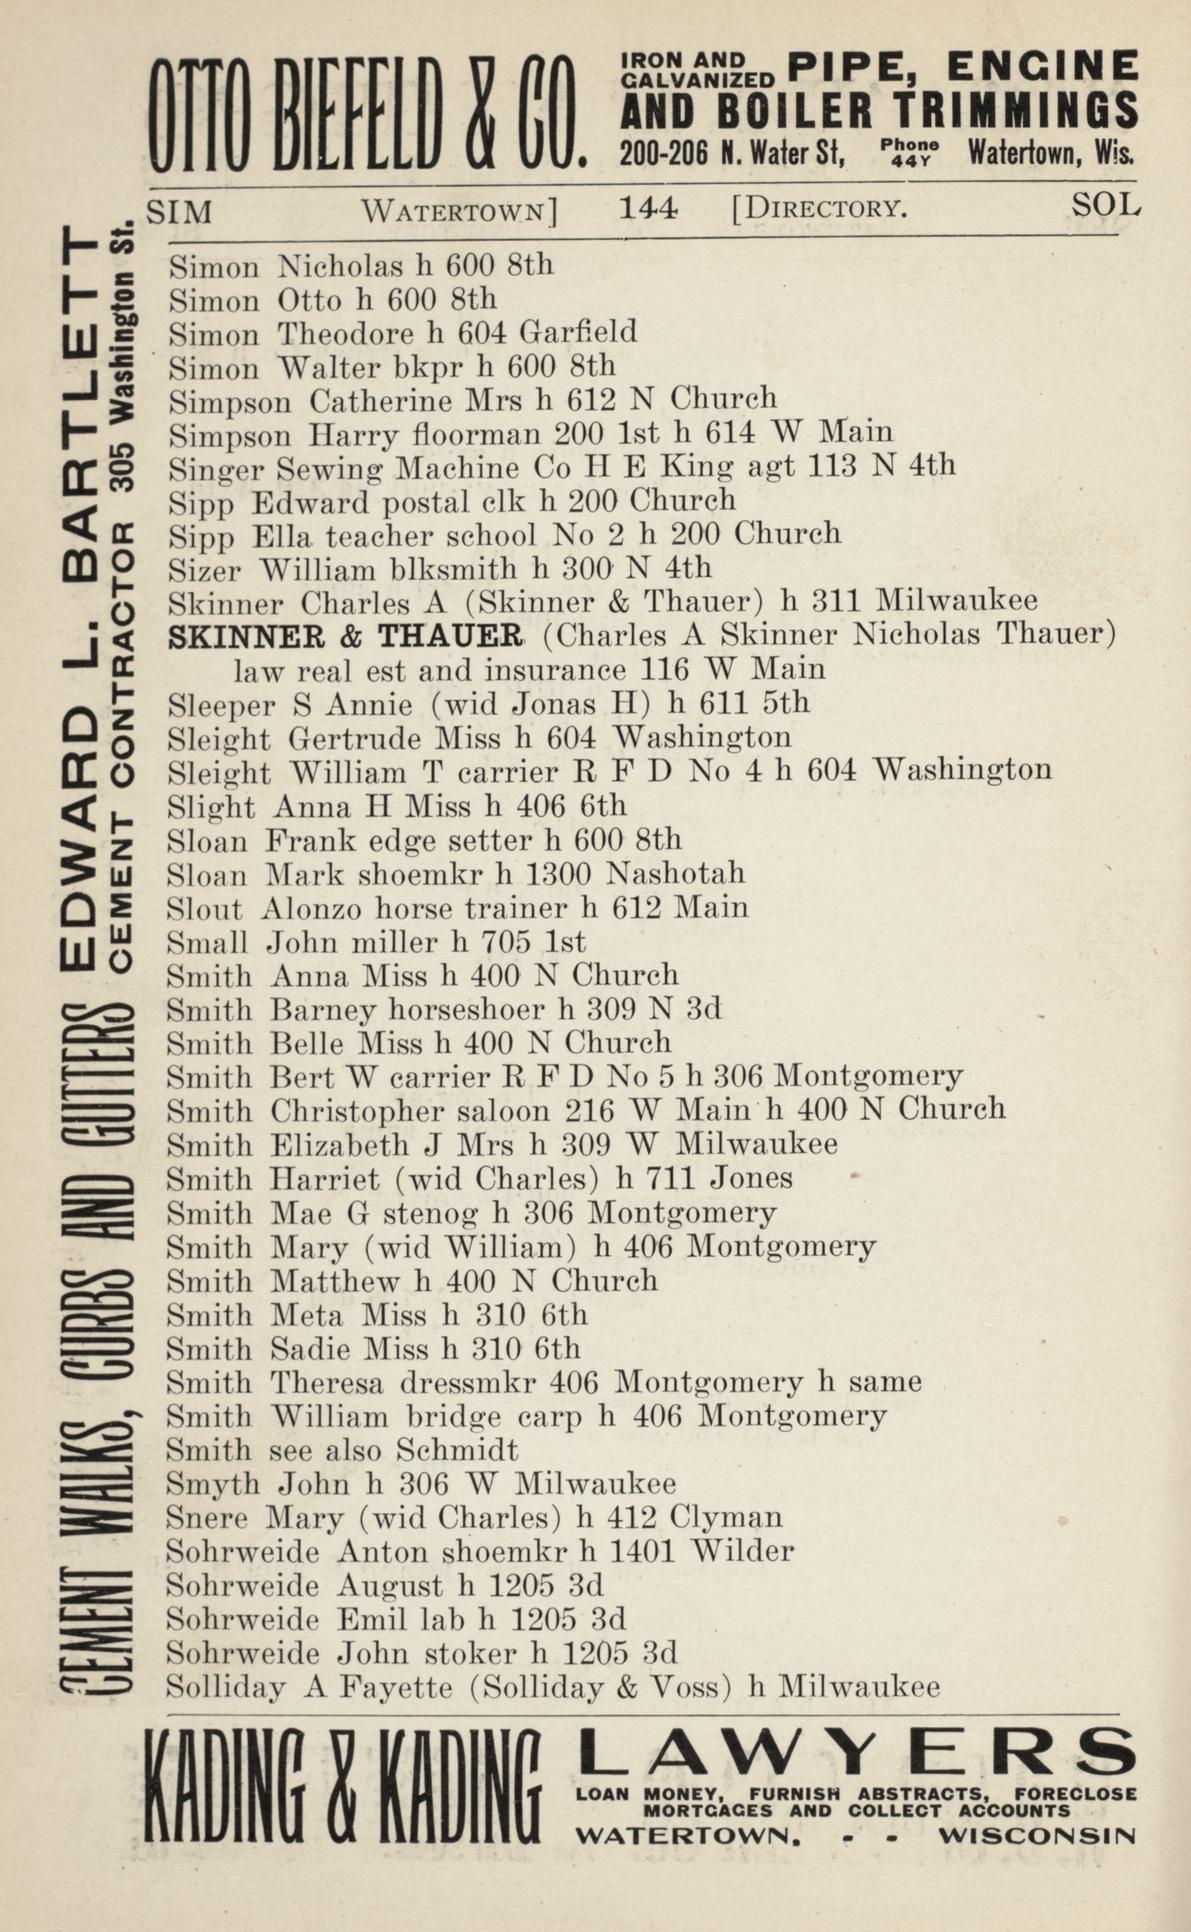 OTTO BIEFELD & CO.
IRON AND GALVANIZED PIPE, ENGINE
AND BOILER TRIMMINGS
200-206 N. Water St, Phone 44Y Watertown, Wis.
SIM WATERTOWN] 144 [DIRECTORY. SOL
Simon Nicholas h 600 8th
Simon Otto h 600 8th
Simon Theodore h 604 Garfield
Simon Walter bkpr h 600 8th
Simpson Catherine Mrs h 612 N Church
Simpson Harry floorman 200 1st h 614 W Main
Singer Sewing Machine Co H E King agt 113 N 4th
Sipp Edward postal clk h 200 Church
Sipp Ella teacher school No 2 h 200 Church
Sizer William blksmith h 300 N 4th
Skinner Charles A (Skinner & Thauer) h 311 Milwaukee
SKINNER & THAUER (Charles A Skinner Nicholas Thauer)
law real est and insurance 116 W Main
Sleeper S Annie (wid Jonas H) h 611 5th
Sleight Gertrude Miss h 604 Washington
Sleight William T carrier R F D No 4 h 604 Washington
Slight Anna H Miss h 406 6th
Sloan Frank edge setter h 600 8th
Sloan Mark shoemkr h 1300 Nashotah
Slout Alonzo horse trainer h 612 Main
Small John miller h 705 1st
Smith Anna Miss h 400 N Church
Smith Barney horseshoer h 309 N 3d
Smith Belle Miss h 400 N Church
Smith Bert W carrier R F D No 5 h 306 Montgomery
Smith Christopher saloon 216 W Main h 400 N Church
Smith Elizabeth J Mrs h 309 W Milwaukee
Smith Harriet (wid Charles) h 711 Jones
Smith Mae G stenog h 306 Montgomery
Smith Mary (wid William) h 406 Montgomery
Smith Matthew h 400 N Church
Smith Meta Miss h 310 6th
Smith Sadie Miss h 310 6th
Smith Theresa dressmkr 406 Montgomery h same
Smith William bridge carp h 406 Montgomery
Smith see also Schmidt
Smyth John h 306 W Milwaukee
Snere Mary (wid Charles) h 412 Clyman
Sohrweide Anton shoemkr h 1401 Wilder
Sohrweide August h 1205 3d
Sohrweide Emil lab h 1205 3d
Sohrweide John stoker h 1205 3d
Solliday A Fayette (Solliday & Voss) h Milwaukee
CEMENT WALKS, CURBS AND GUTTERS
EDWARD L. BARTLETT
CEMENT CONTRACTOR 305 Washington St.
KADING & KADING
LAWYERS
LOAN MONEY, FURNISH ABSTRACTS, FORECLOSE
MORTGAGES AND COLLECT ACCOUNTS
WATERTOWN. - - WISCONSIN